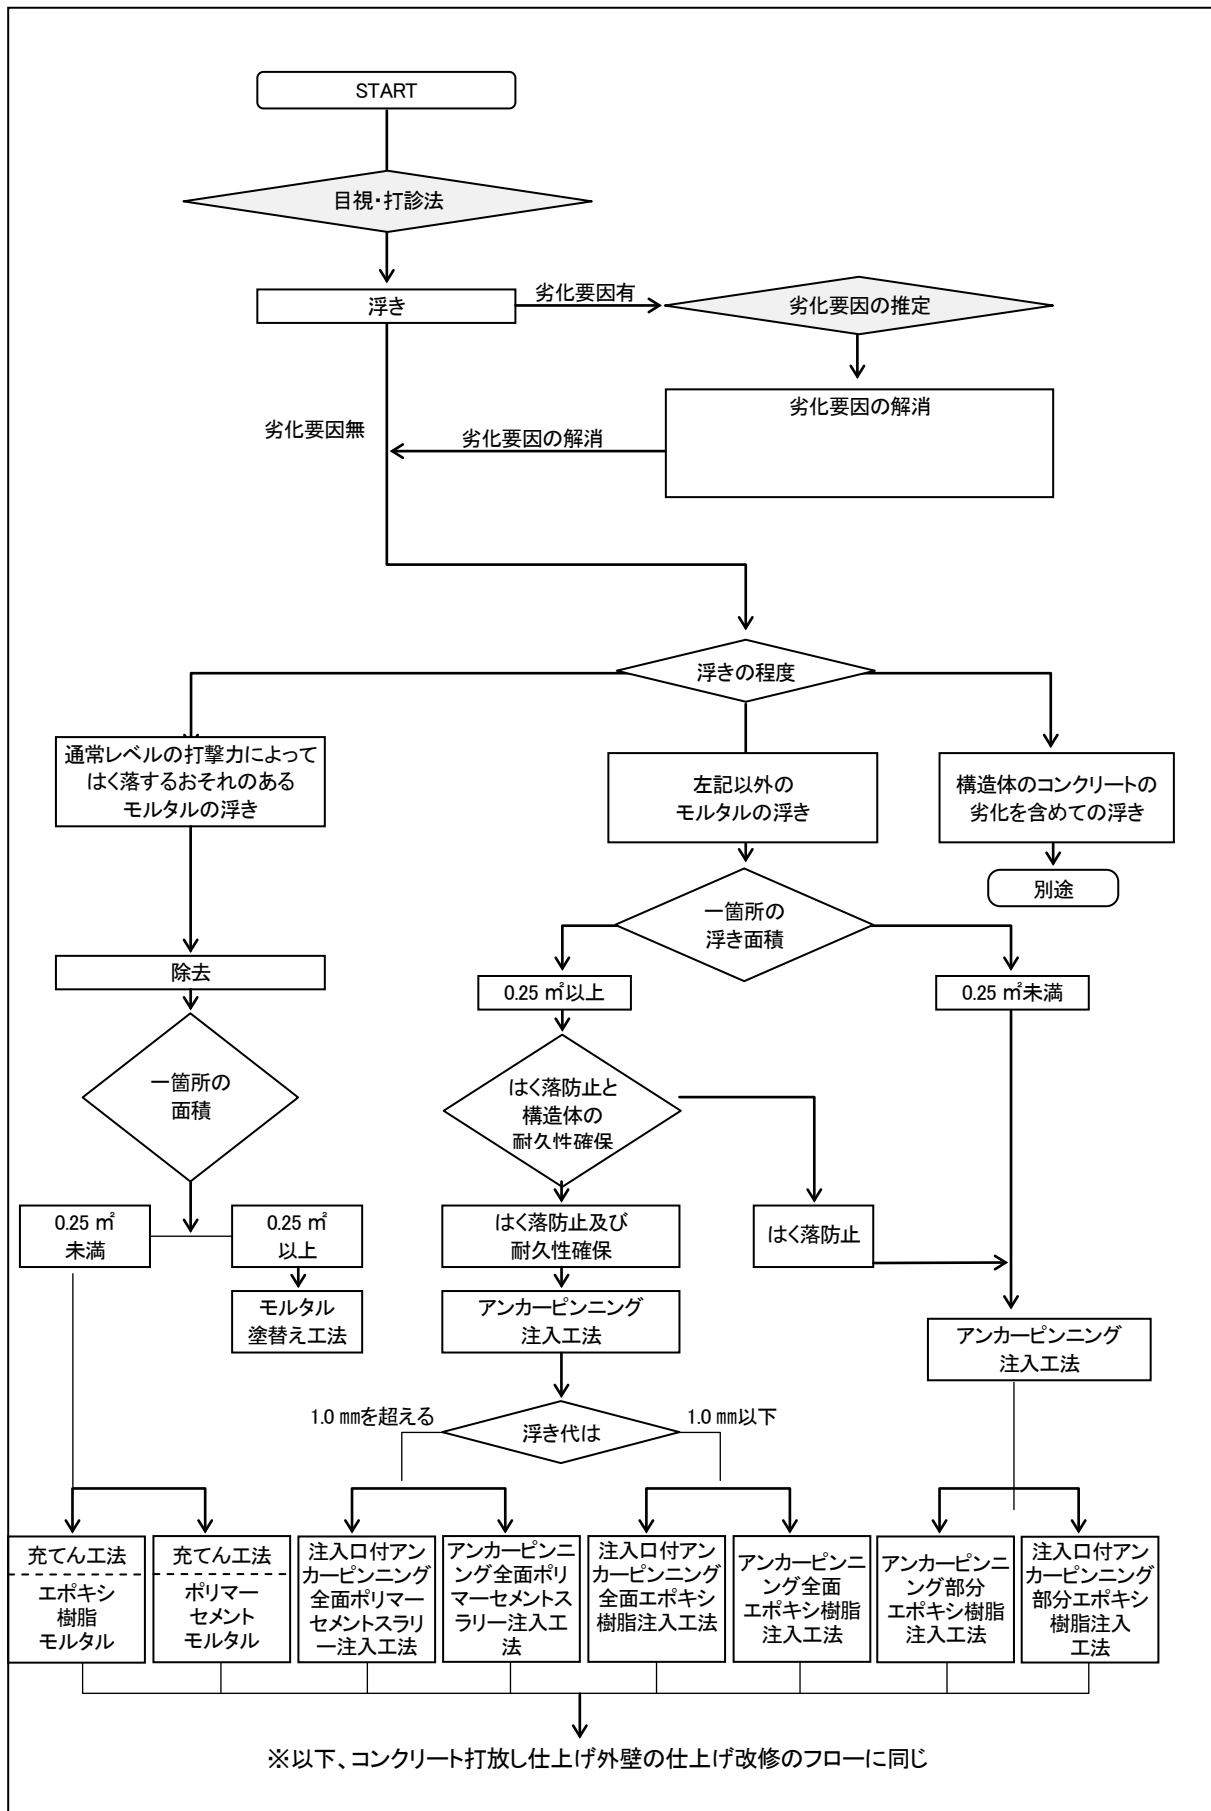 START
目視・打診法
浮き
劣化要因有
劣化要因の推定
劣化要因の解消
劣化要因無
劣化要因の解消
浮きの程度
通常レベルの打撃力によって
はく落するおそれのある
モルタルの浮き
左記以外の
モルタルの浮き
構造体のコンクリートの
劣化を含めての浮き
別途
一箇所の
浮き面積
除去
0.25 ㎡以上
0.25 ㎡未満
一箇所の
面積
はく落防止と
構造体の
耐久性確保
0.25 ㎡
未満
0.25 ㎡
以上
はく落防止及び
耐久性確保
はく落防止
モルタル
塗替え工法
アンカーピンニング
注入工法
アンカーピンニング
注入工法
1.0 ㎜を超える
浮き代は
1.0 ㎜以下
充てん工法
エポキシ
樹脂
モルタル
充てん工法
ポリマー
セメント
モルタル
注入口付アン
カーピンニング
全面ポリマー
セメントスラリ
ー注入工法
アンカーピンニ
ング全面ポリ
マーセメントス
ラリー注入工
法
注入口付アン
カーピンニング
全面エポキシ
樹脂注入工法
アンカーピンニ
ング全面
エポキシ樹脂
注入工法
アンカーピンニ
ング部分
エポキシ樹脂
注入工法
注入口付アン
カーピンニング
部分エポキシ
樹脂注入
工法
※以下、コンクリート打放し仕上げ外壁の仕上げ改修のフローに同じ